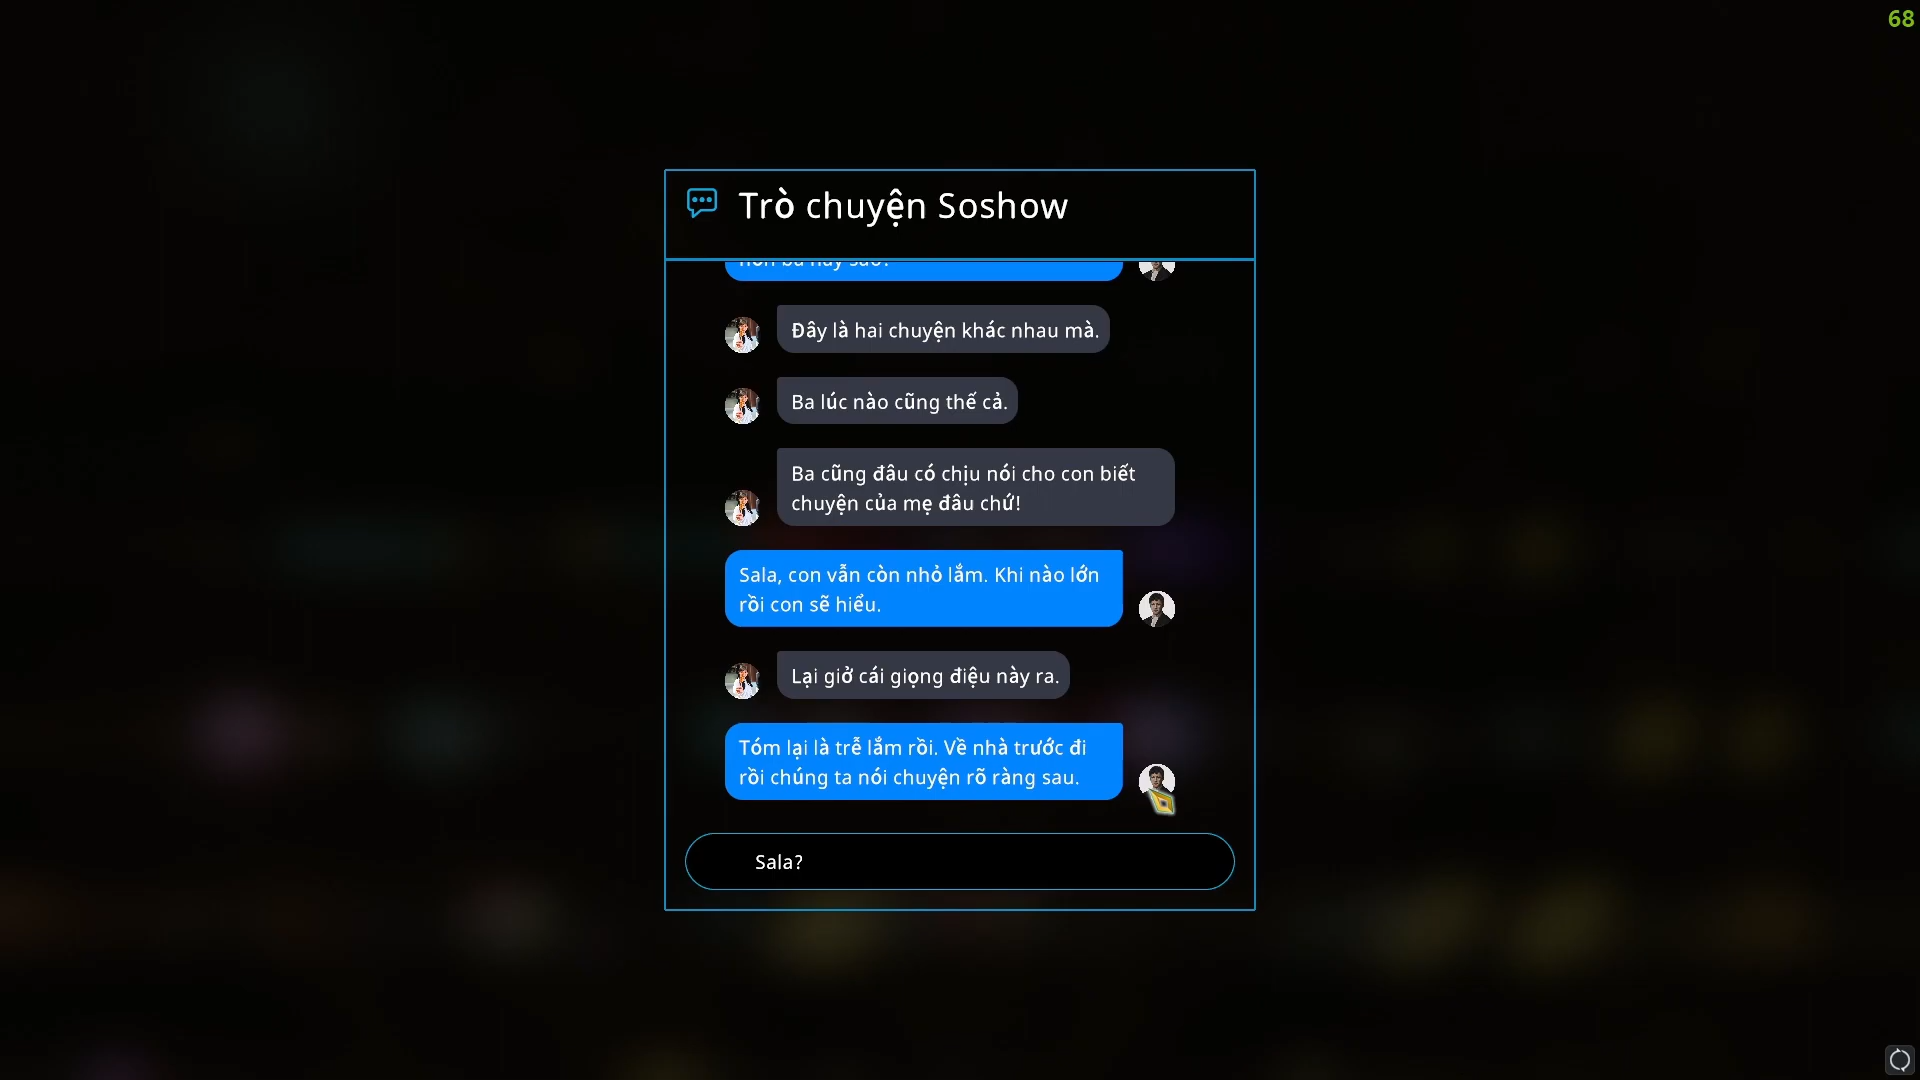 68
Trò chuyện Soshow
Đây là hai chuyện khác nhau mà.
Ba lúc nào cũng thế cả.
Ba cũng đâu có chịu nói cho con biết
chuyện của mẹ đâu chứ!
Sala, con vẫn còn nhỏ lắm. Khi nào lớn
rồi con sẽ hiểu.
Lại giở cái giọng điệu này ra.
Tóm lại là trễ lắm rồi. Về nhà trước đi
rồi chúng ta nói chuyện rõ ràng sau.
Sala?